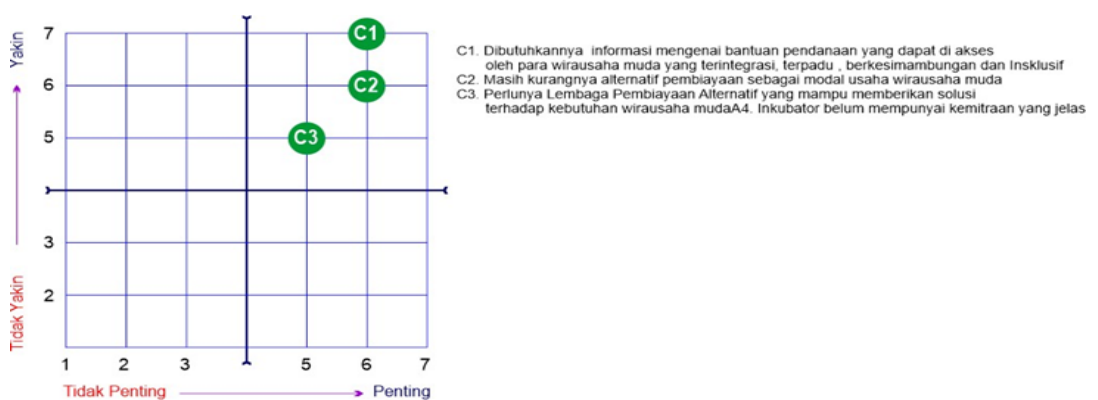 7
6
5
3
2
Yakin
Tidak Yakin
C1
C2
C3
1 2 3 5 6 7
Tidak Penting Penting
C1. Dibutuhkannya informasi mengenai bantuan pendanaan yang dapat di akses
oleh para wirausaha muda yang terintegrasi, terpadu , berkesimambungan dan Insklusif
C2. Masih kurangnya alternatif pembiayaan sebagai modal usaha wirausaha muda
C3. Perlunya Lembaga Pembiayaan Alternatif yang mampu memberikan solusi
terhadap kebutuhan wirausaha mudaA4. Inkubator belum mempunyai kemitraan yang jelas